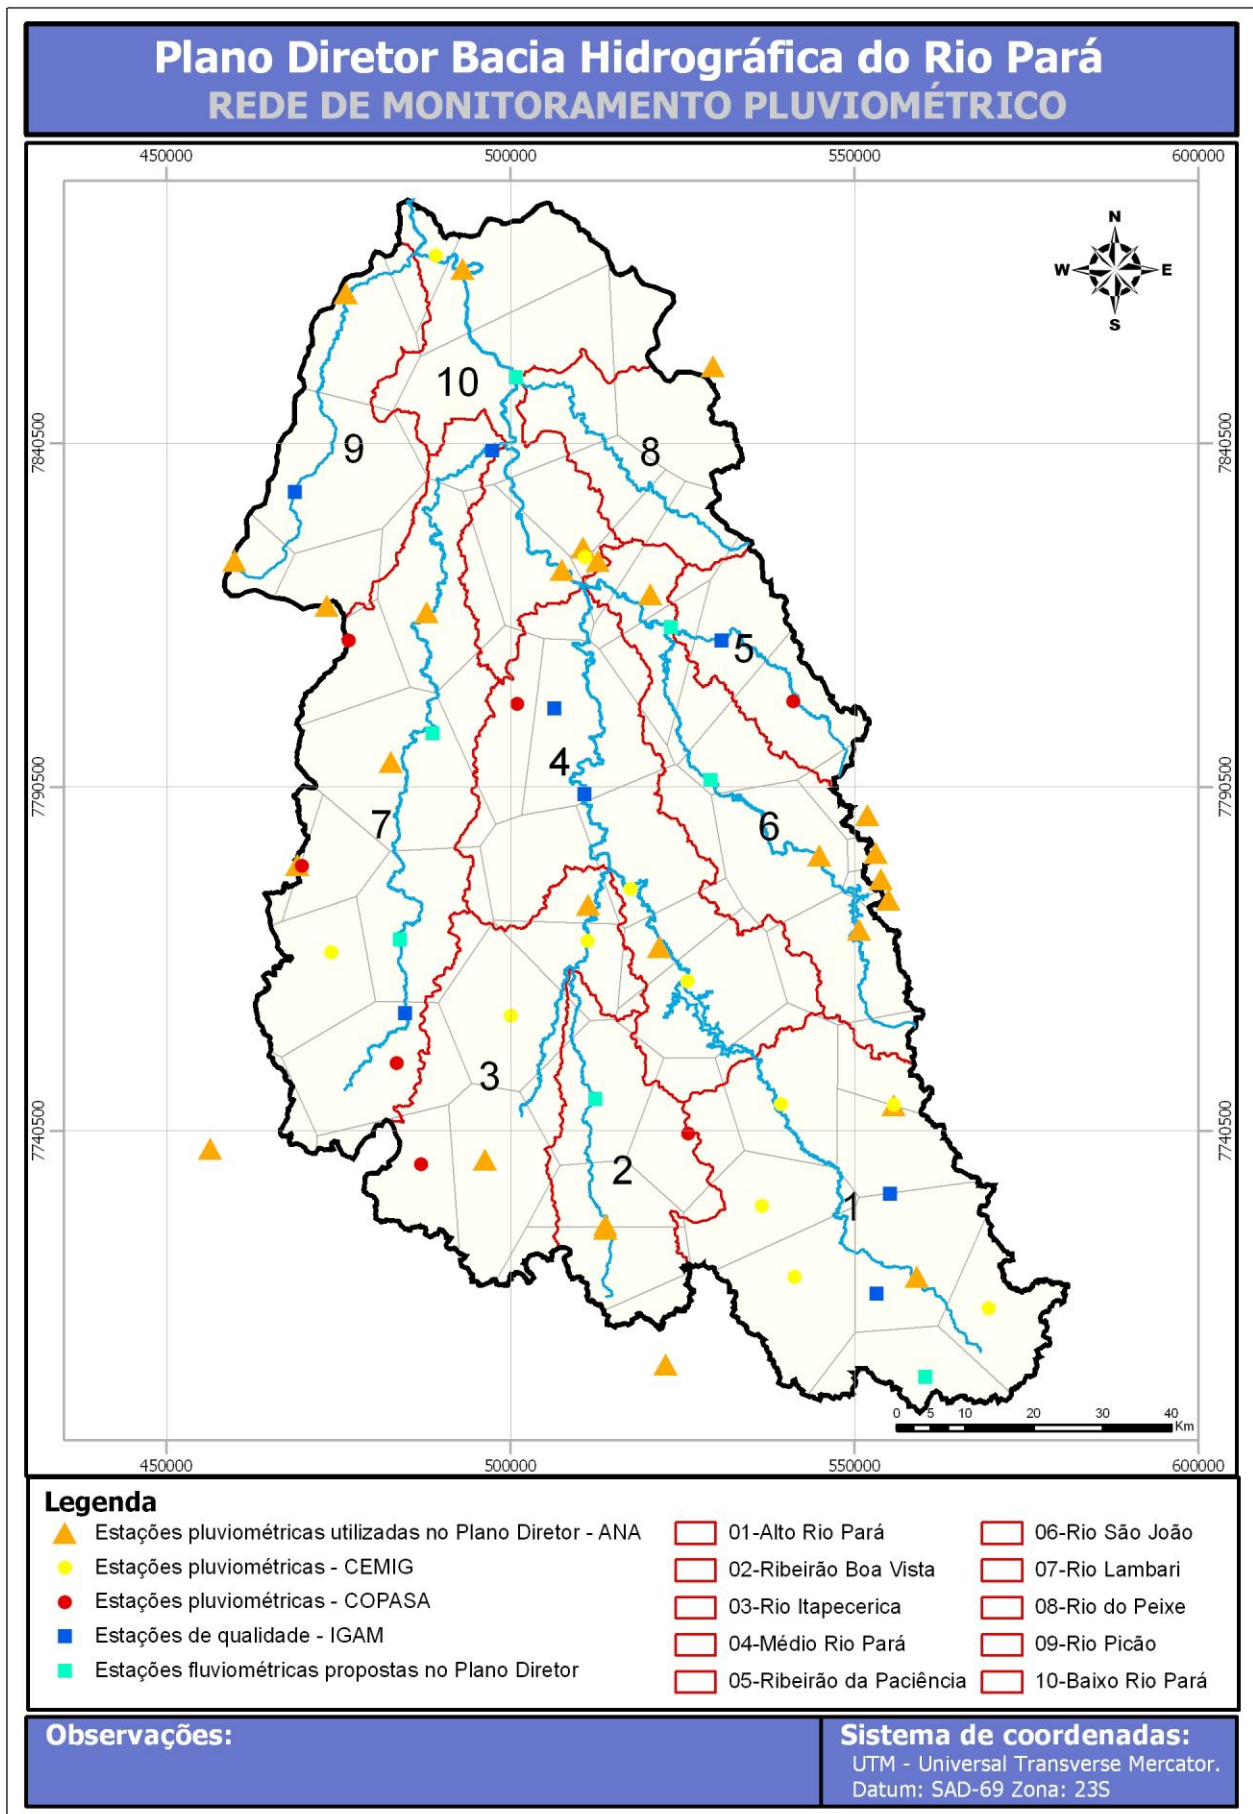 Plano Diretor Bacia Hidrográfica do Rio Pará
REDE DE MONITORAMENTO PLUVIOMÉTRICO
450000 500000 550000 600000
N
W E
S
10
9
8
7840500 7840500
5
4
7790500 7790500
7
6
3
7740500 7740500
2
1
0 5 10 20 30 40
Km
450000 500000 550000 600000
Legenda
Estações pluviométricas utilizadas no Plano Diretor - ANA
Estações pluviométricas - CEMIG
Estações pluviométricas - COPASA
Estações de qualidade - IGAM
Estações fluviométricas propostas no Plano Diretor
01-Alto Rio Pará
02-Ribeirão Boa Vista
03-Rio Itapecerica
04-Médio Rio Pará
05-Ribeirão da Paciência
06-Rio São João
07-Rio Lambari
08-Rio do Peixe
09-Rio Picão
10-Baixo Rio Pará
Observações:
Sistema de coordenadas:
UTM - Universal Transverse Mercator.
Datum: SAD-69 Zona: 23S